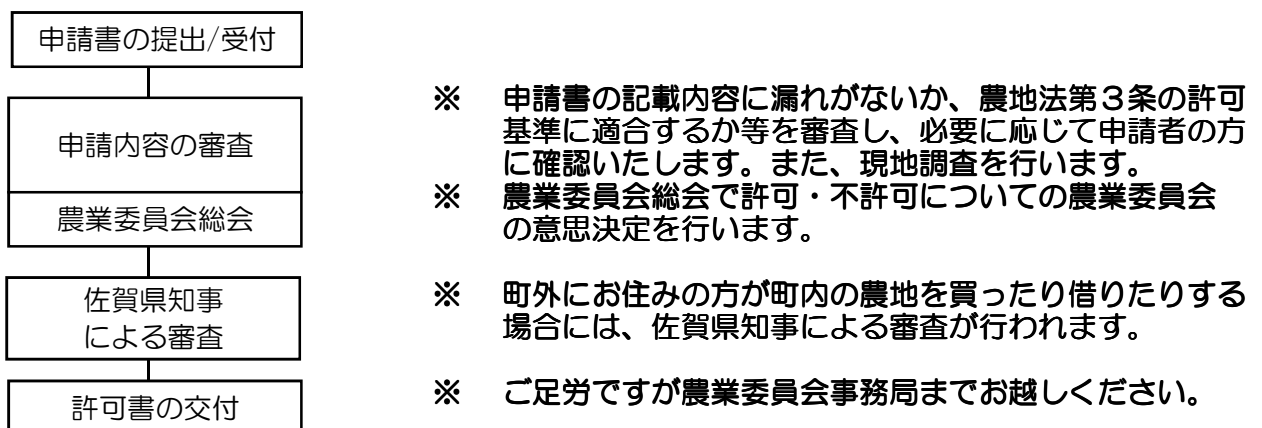 申請書の提出/受付
※ 申請書の記載内容に漏れがないか、農地法第３条の許可
基準に適合するか等を審査し、必要に応じて申請者の方
に確認いたします。また、現地調査を行います。
申請内容の審査
※ 農業委員会総会で許可・不許可についての農業委員会
の意思決定を行います。
農業委員会総会
佐賀県知事
による審査
※ 町外にお住みの方が町内の農地を買ったり借りたりする
場合には、佐賀県知事による審査が行われます。
許可書の交付
※ ご足労ですが農業委員会事務局までお越しください。